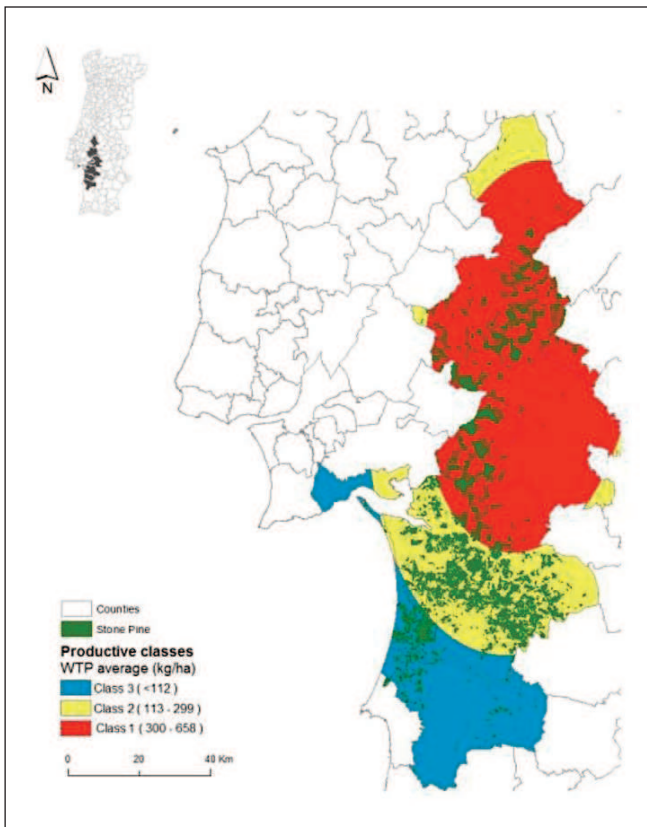 N
Counties
Stone Pine
Productive classes
WTP average (kg/ha)
Class 3 ( <112 )
Class 2 ( 113 - 299 )
Class 1 ( 300 - 658 )
0 20 40 Km